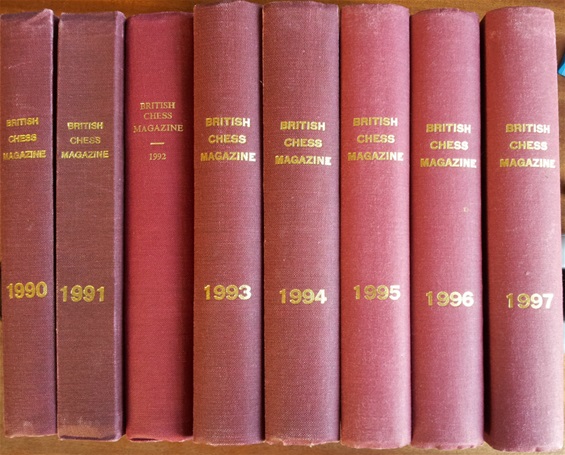 BRITISH
CHESS
MAGAZINE
1990
BRITISH
CHESS
MAGAZINE
1991
BRITISH
CHESS
MAGAZINE
1992
BRITISH
CHESS
MAGAZINE
1993
BRITISH
CHESS
MAGAZINE
1994
BRITISH
CHESS
MAGAZINE
1995
BRITISH
CHESS
MAGAZINE
1996
BRITISH
CHESS
MAGAZINE
1997